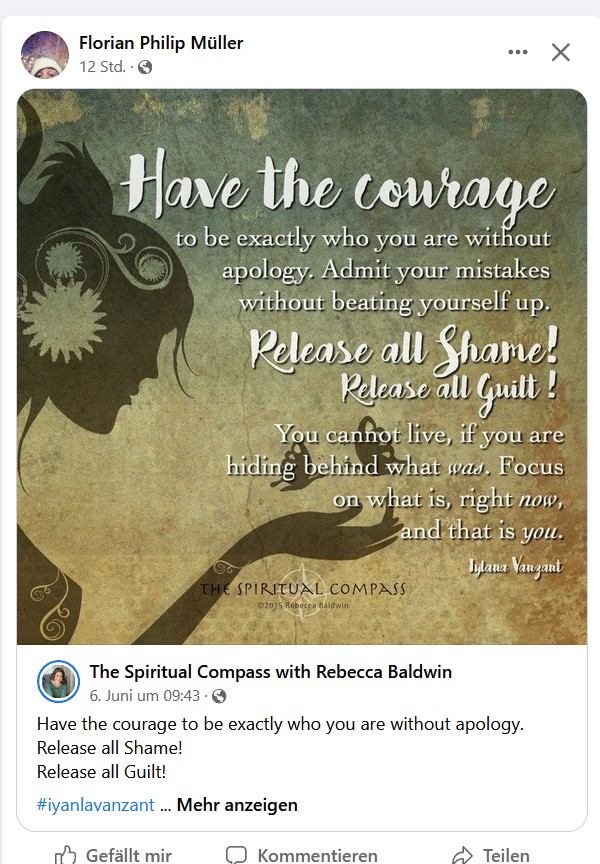 Florian Philip Müller
12 Std. ·
Have the courage
to be exactly who you are without
apology. Admit your mistakes
without beating yourself up.
Release all Shame!
Release all Guilt !
You cannot live, if you are
hiding behind what was. Focus
on what is, right now,
and that is you.
Iylana Vanzant
THE SPIRITUAL COMPASS
©2015 Rebecca Baldwin
The Spiritual Compass with Rebecca Baldwin
6. Juni um 09:43 ·
Have the courage to be exactly who you are without apology.
Release all Shame!
Release all Guilt!
#iyanlavanzant ... Mehr anzeigen
Gefällt mir
Kommentieren
Teilen